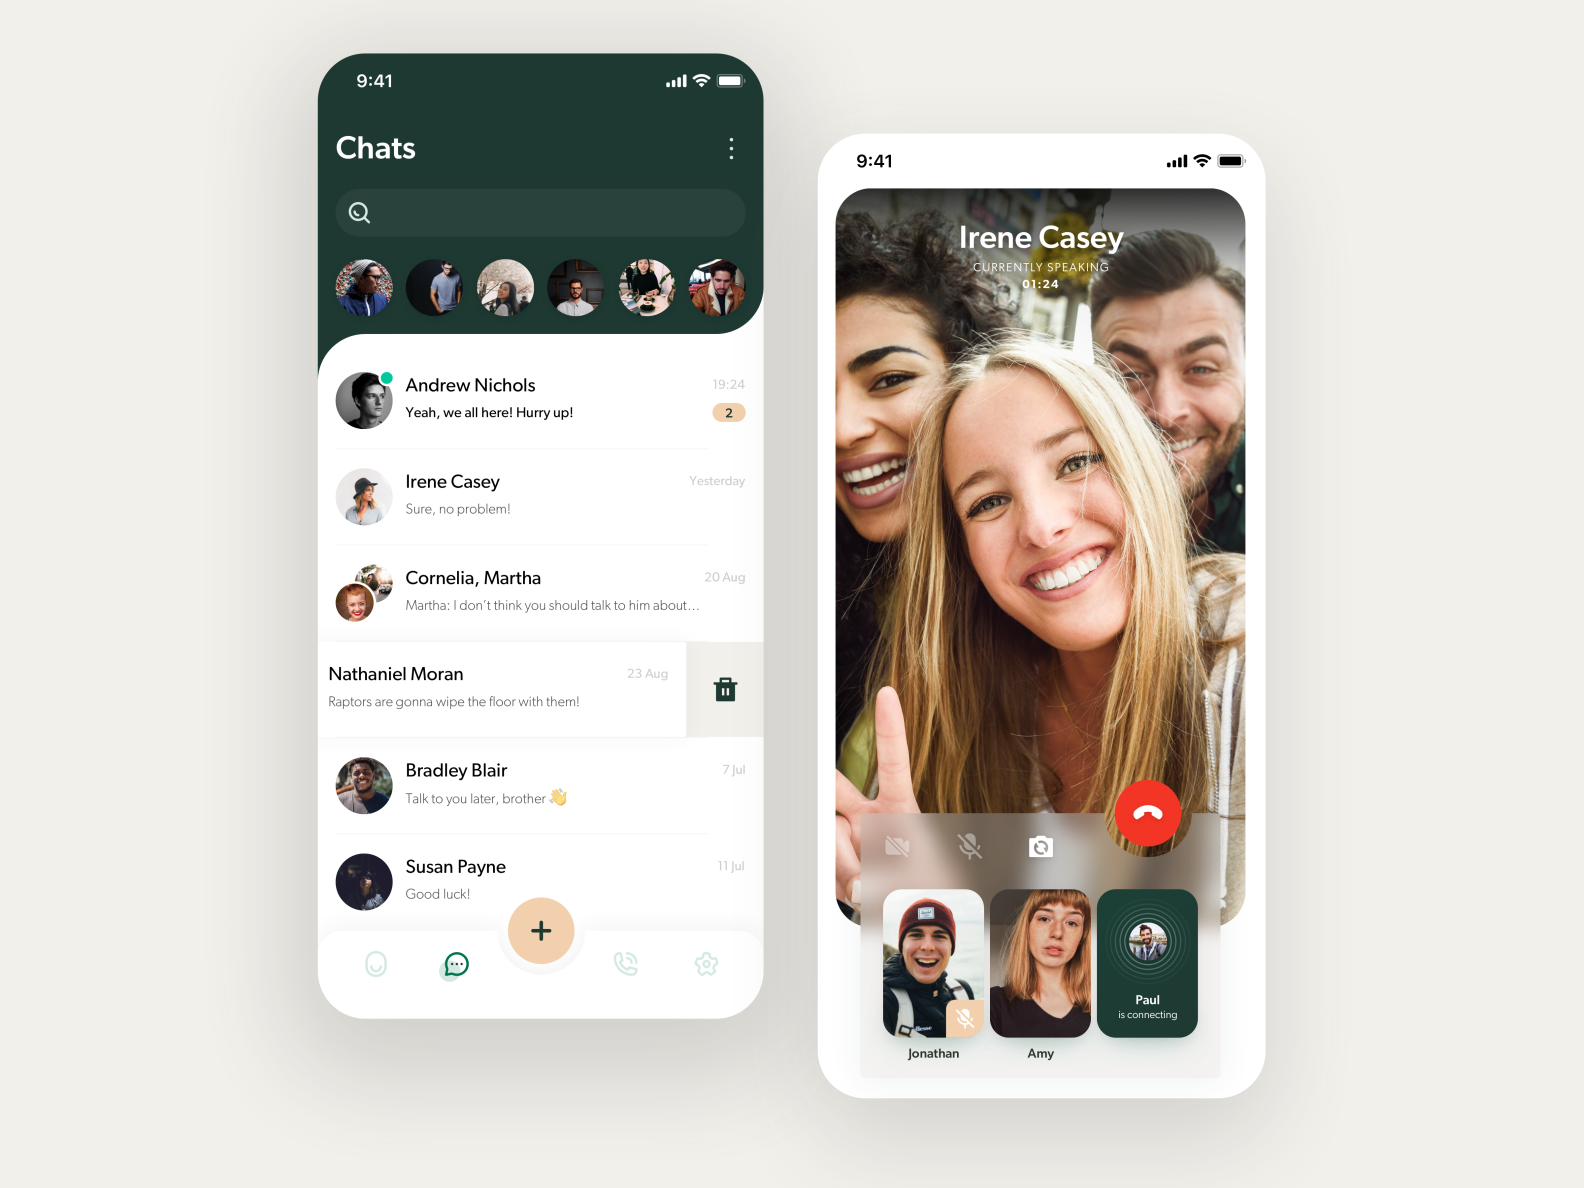 9:41
Chats
Andrew Nichols
19:24
Yeah, we all here! Hurry up!
2
Irene Casey
Yesterday
Sure, no problem!
Cornelia, Martha
20 Aug
Martha: I don't think you should talk to him about...
Nathaniel Moran
23 Aug
Raptors are gonna wipe the floor with them!
Bradley Blair
7 Jul
Talk to you later, brother 👋
Susan Payne
11 Jul
Good luck!
9:41
Irene Casey
CURRENTLY SPEAKING
01:24
Paul
is connecting
Jonathan
Amy